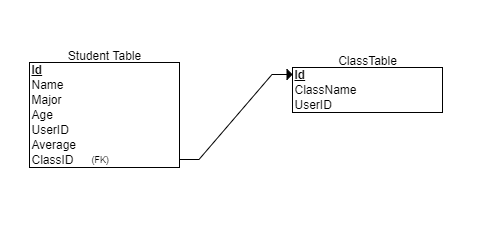 Student Table
Id
Name
Major
Age
UserID
Average
ClassID (FK)
ClassTable
Id
ClassName
UserID